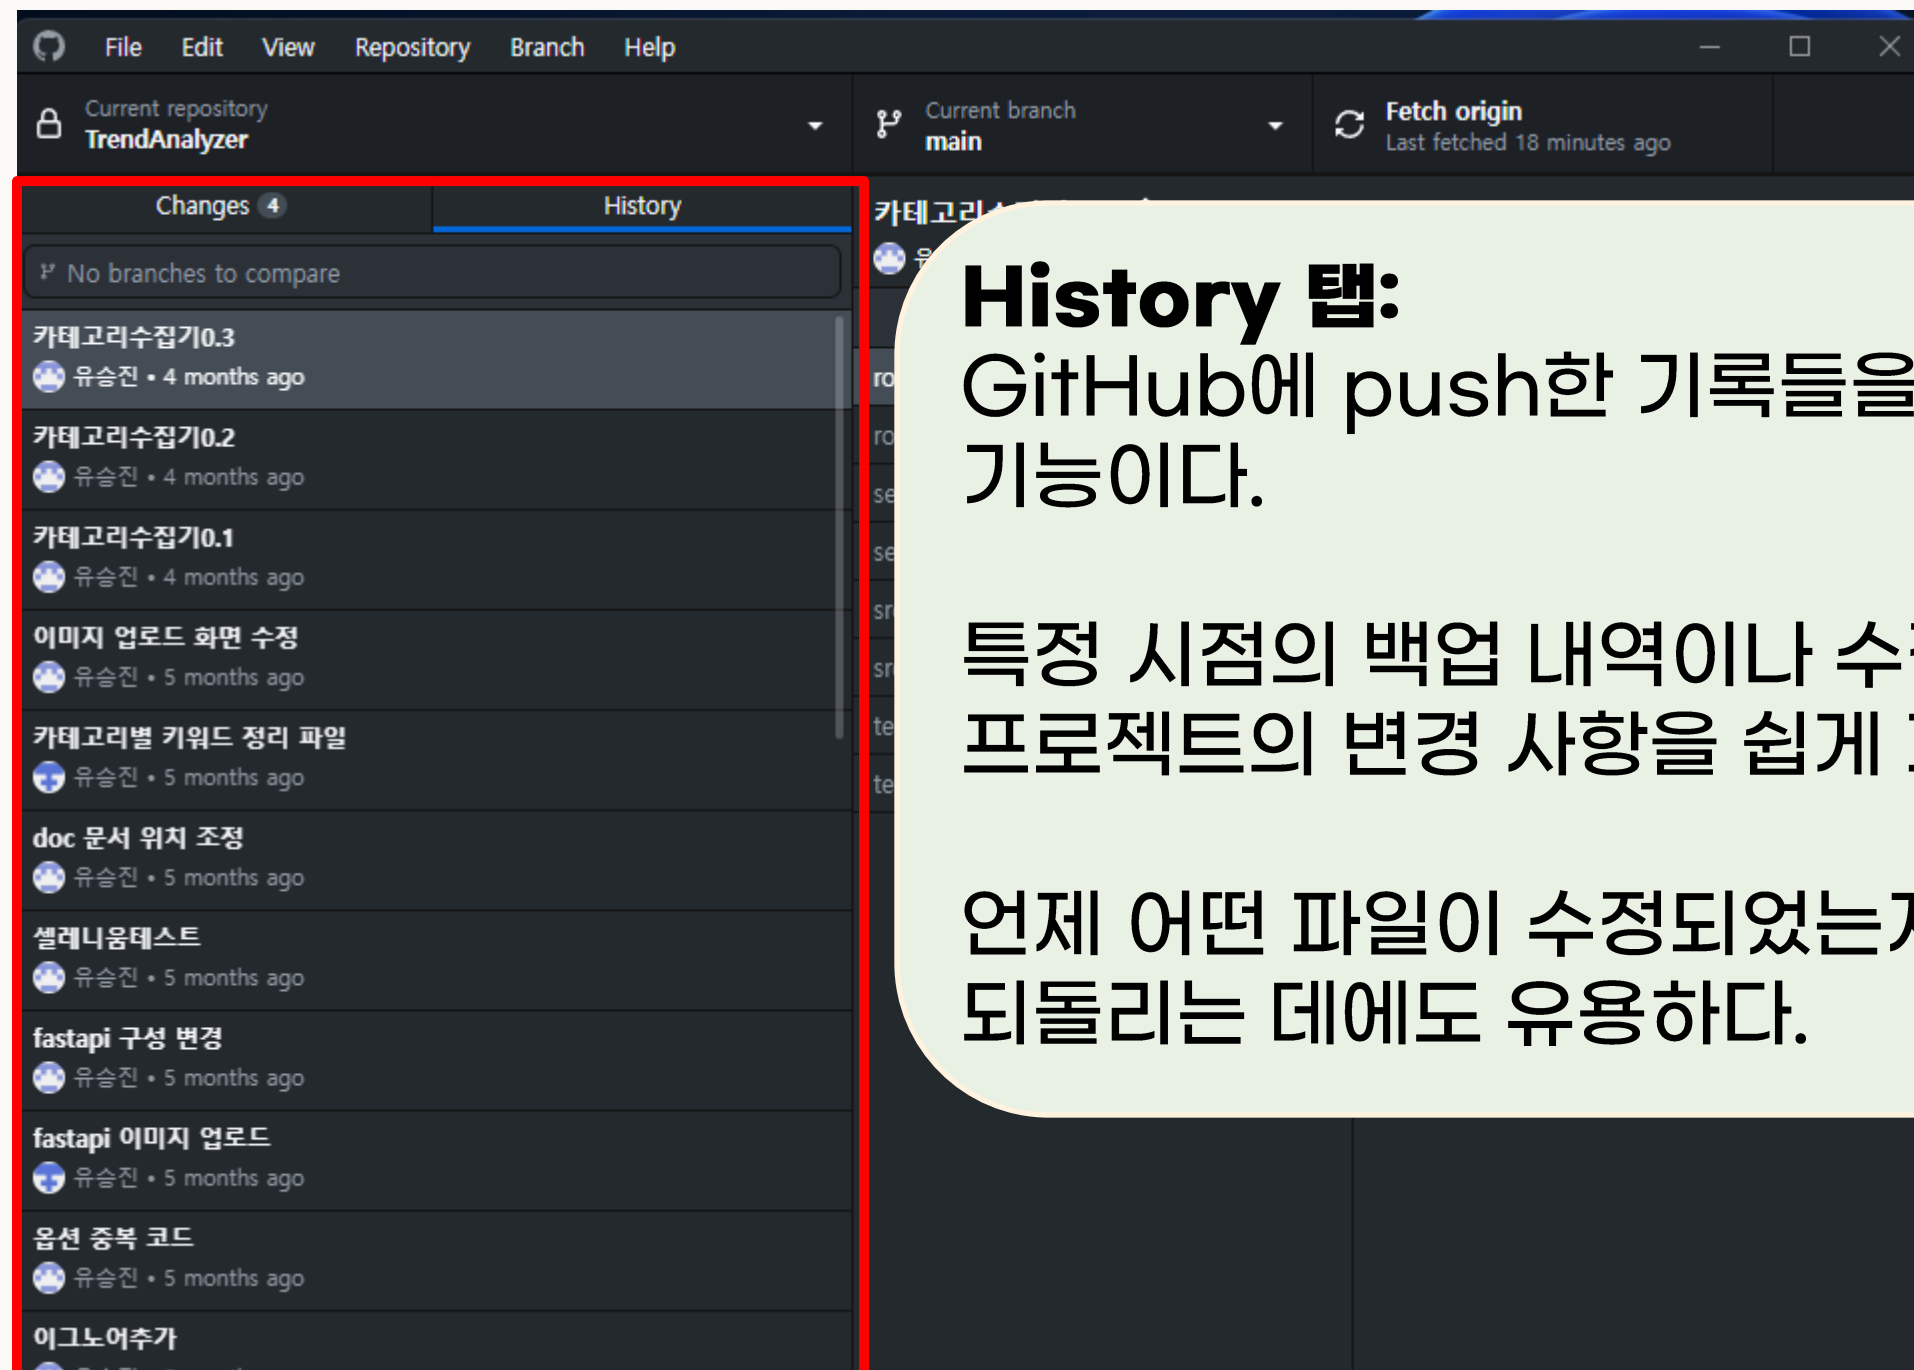 File Edit View Repository Branch Help
Current repository
TrendAnalyzer
Current branch
main
Fetch origin
Last fetched 18 minutes ago
Changes 4
History
No branches to compare
카테고리수집기0.3
유승진 • 4 months ago
카테고리수집기0.2
유승진 • 4 months ago
카테고리수집기0.1
유승진 • 4 months ago
이미지 업로드 화면 수정
유승진 • 5 months ago
카테고리별 키워드 정리 파일
유승진 • 5 months ago
doc 문서 위치 조정
유승진 • 5 months ago
셀레니움테스트
유승진 • 5 months ago
fastapi 구성 변경
유승진 • 5 months ago
fastapi 이미지 업로드
유승진 • 5 months ago
옵션 중복 코드
유승진 • 5 months ago
이그노어추가
ro
ro
se
se
te
te
History 탭:
GitHub에 push한 기록들을
기능이다.
특정 시점의 백업 내역이나
프로젝트의 변경 사항을 쉽게
언제 어떤 파일이 수정되었는지
되돌리는 데에도 유용하다.